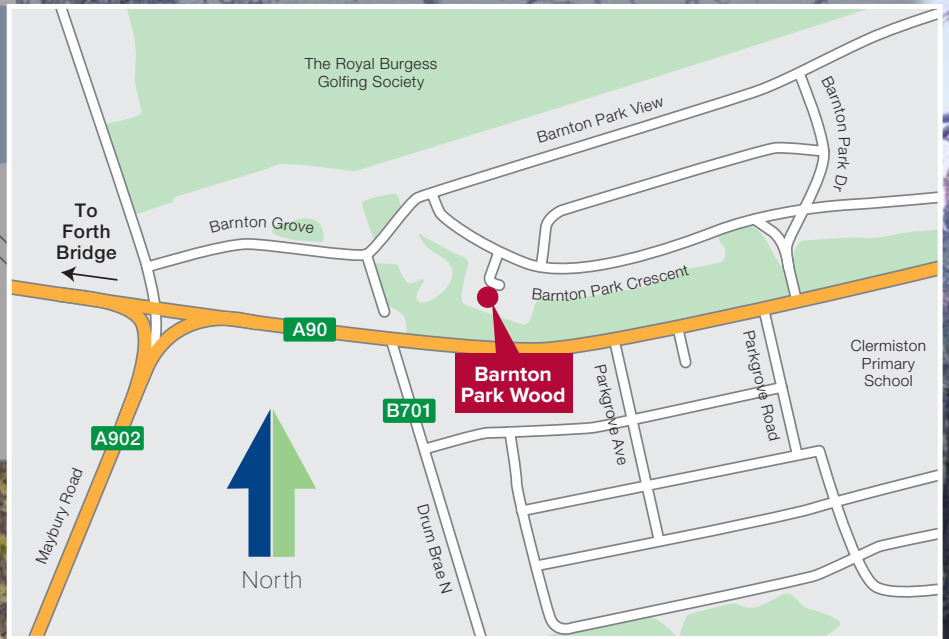 The Royal Burgess
Golfing Society
Barnton Park View
Barnton Park Dr
Barnton Grove
To
Forth
Bridge
Barnton Park Crescent
A90
Barnton
Park Wood
Clermiston
Primary
School
Parkgrove Road
Parkgrove Ave
B701
A902
Maybury Road
Drum Brae N
North